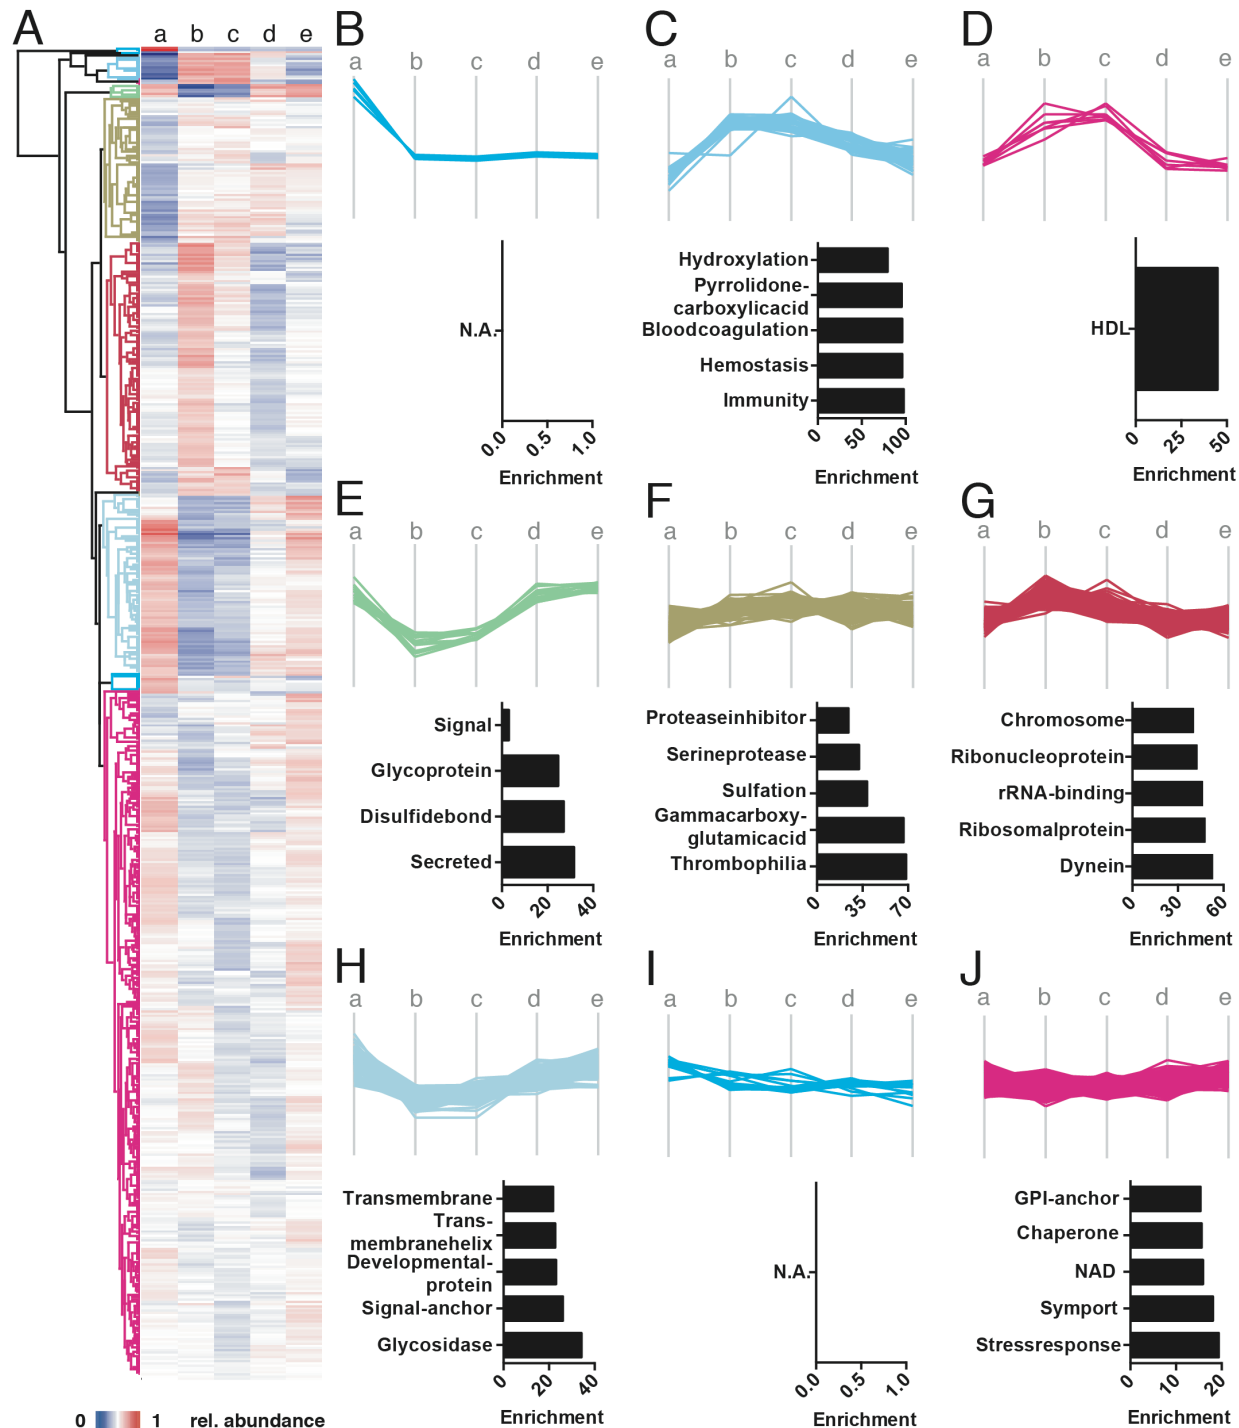 A
a b c d e
0 1 rel. abundance
B
a b c d e
N.A.
0.0 0.5 1.0
Enrichment
C
a b c d e
Hydroxylation
Pyrrolidone-
carboxylicacid
Bloodcoagulation
Hemostasis
Immunity
0 50 100
Enrichment
D
a b c d e
HDL
0 25 50
Enrichment
E
a b c d e
Signal
Glycoprotein
Disulfidebond
Secreted
0 20 40
Enrichment
F
a b c d e
Proteaseinhibitor
Serineprotease
Sulfation
Gammacarboxy-
glutamicacid
Thrombophilia
0 35 70
Enrichment
G
a b c d e
Chromosome
Ribonucleoprotein
rRNA-binding
Ribosomalprotein
Dynein
0 30 60
Enrichment
H
a b c d e
Transmembrane
Trans-
membranehelix
Developmental-
protein
Signal-anchor
Glycosidase
0 20 40
Enrichment
I
a b c d e
N.A.
0.0 0.5 1.0
Enrichment
J
a b c d e
GPI-anchor
Chaperone
NAD
Symport
Stressresponse
0 10 20
Enrichment